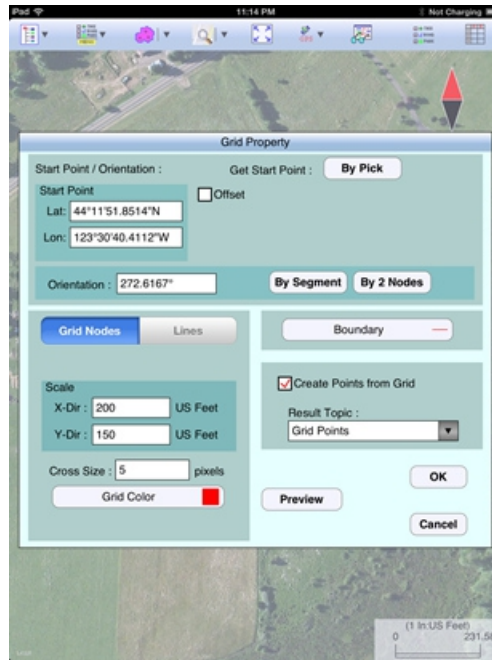 iPad 11:14 PM Not Charging
Grid Property
Start Point / Orientation : Get Start Point : By Pick
Start Point Offset
Lat: 44°11'51.8514"N
Lon: 123°30'40.4112"W
Orientation : 272.6167° By Segment By 2 Nodes
Grid Nodes Lines Boundary
Create Points from Grid
Scale
X-Dir : 200 US Feet Result Topic :
Y-Dir : 150 US Feet Grid Points
Cross Size : 5 pixels OK
Grid Color Preview
Cancel
(1 In:US Feet)
0 231.58